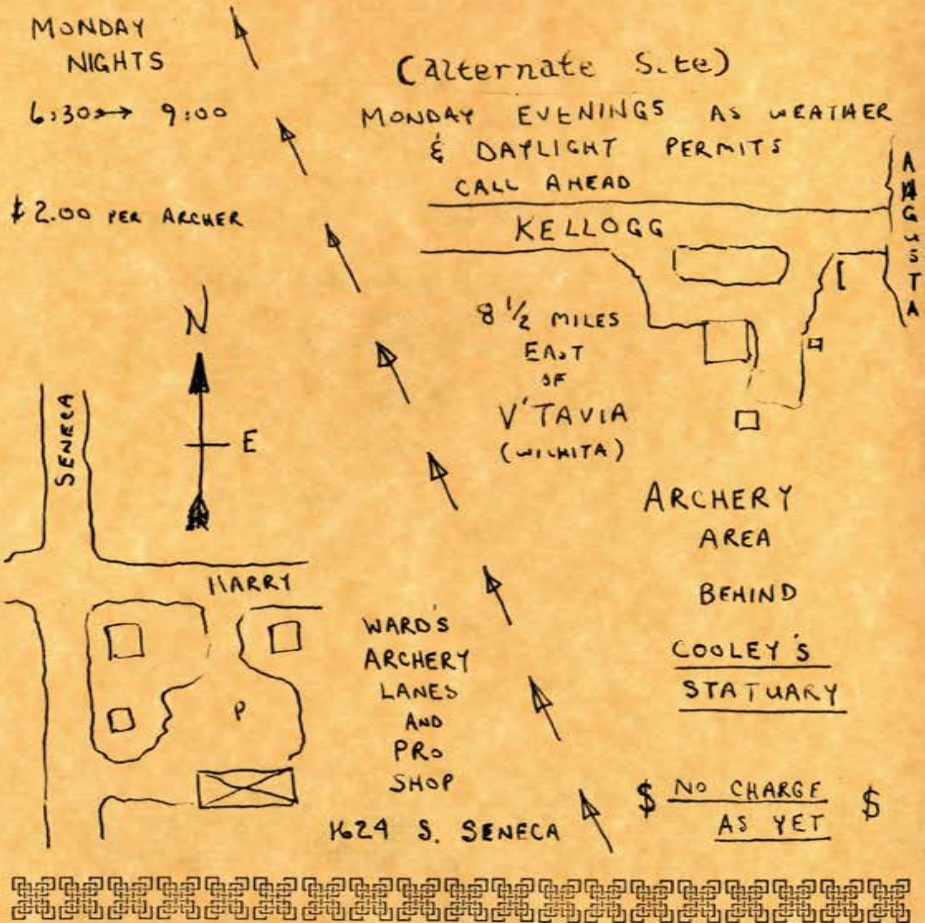 MONDAY
NIGHTS
6:30 → 9:00
$2.00 PER ARCHER
N
E
SENECA
HARRY
P
WARD'S
ARCHERY
LANES
AND
PRO
SHOP
1624 S. SENECA
(alternate Site)
MONDAY EVENINGS AS WEATHER
& DAYLIGHT PERMITS
CALL AHEAD
KELLOGG
ANGUSTA
8 1/2 MILES
EAST
OF
V'TAVIA
(WICHITA)
ARCHERY
AREA
BEHIND
COOLEY'S
STATUARY
$ NO CHARGE $
AS YET